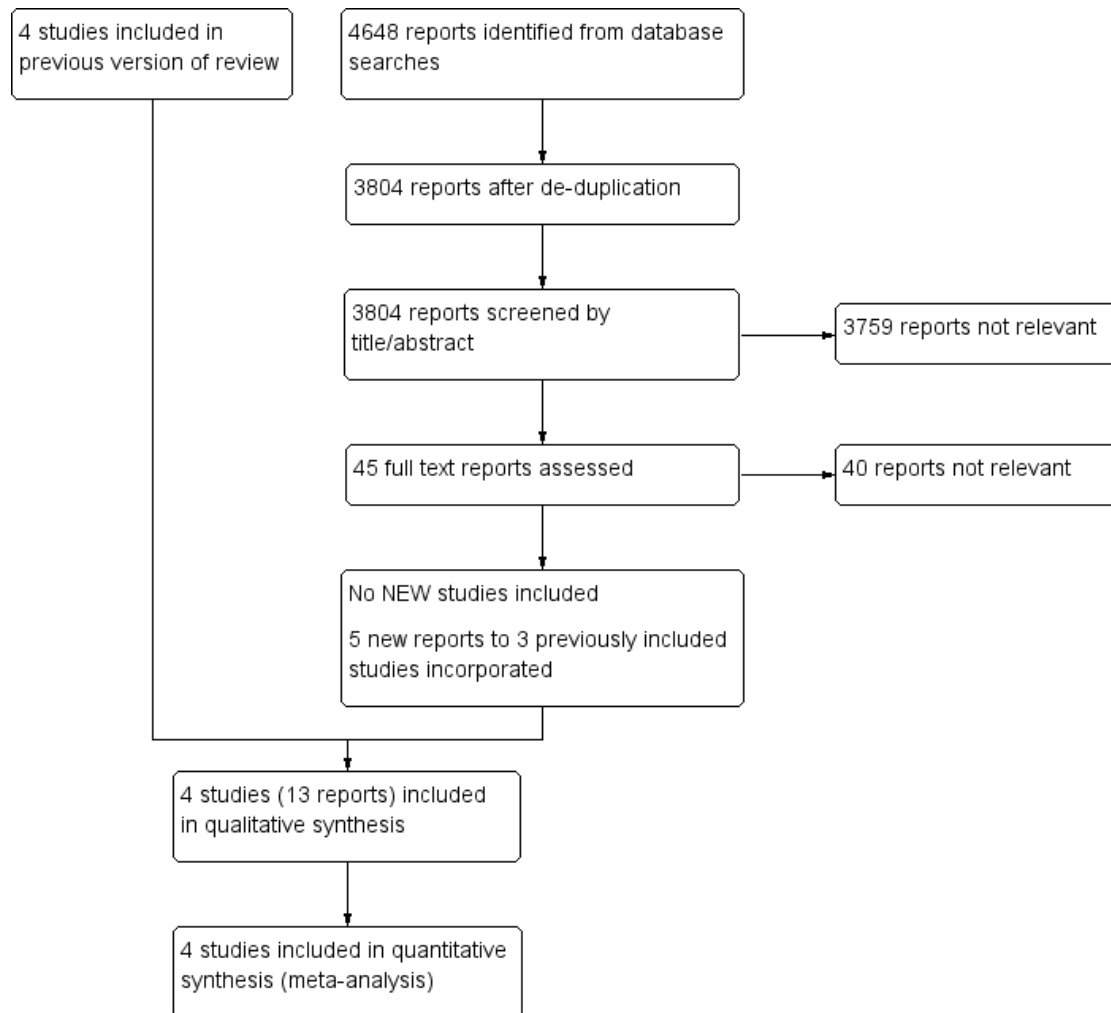 4 studies included in
previous version of review
4648 reports identified from database
searches
3804 reports after de-duplication
3804 reports screened by
title/abstract
3759 reports not relevant
45 full text reports assessed
40 reports not relevant
No NEW studies included
5 new reports to 3 previously included
studies incorporated
4 studies (13 reports) included
in qualitative synthesis
4 studies included in quantitative
synthesis (meta-analysis)